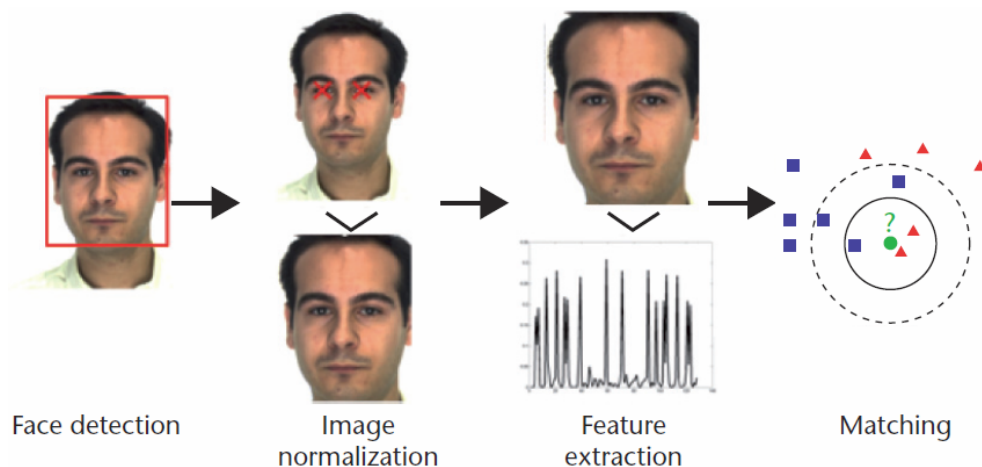 ?
Face detection
Image
normalization
Feature
extraction
Matching